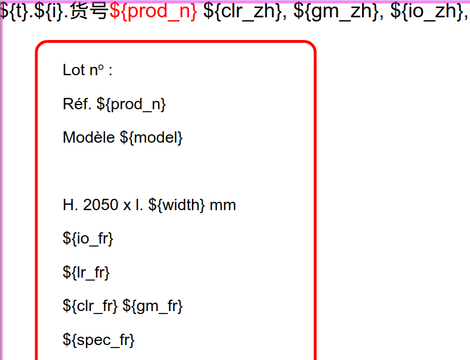 ${t}.${i}.货号${prod_n} ${clr_zh}, ${gm_zh}, ${io_zh},
Lot nº :
Réf. ${prod_n}
Modèle ${model}
H. 2050 x l. ${width} mm
${io_fr}
${lr_fr}
${clr_fr} ${gm_fr}
${spec_fr}